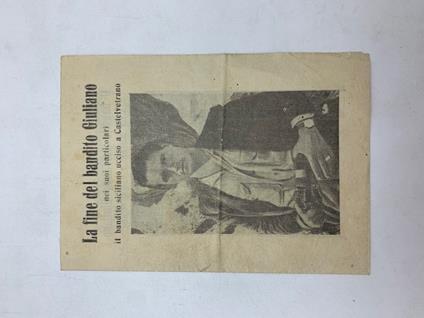 La fine del bandito Giuliano
nei suoi particolari
il bandito siciliano ucciso a Castelvetrano